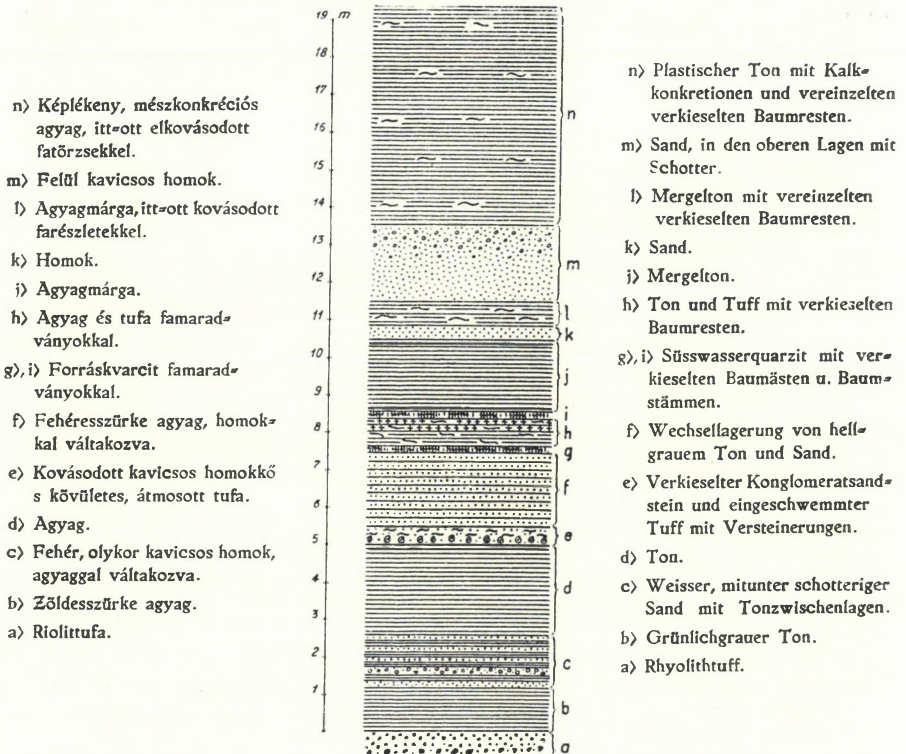 n) Képlékeny, mészkonkréciós
agyag, itt-ott elkovásodott
fatörzsekkel.
m) Felül kavicsos homok.
l) Agyagmárga, itt-ott kovásodott
farészletekkel.
k) Homok.
j) Agyagmárga.
h) Agyag és tufa famarad-
ványokkal.
g), i) Forráskvarcit famarad-
ványokkal.
f) Fehéresszürke agyag, homok-
kal váltakozva.
e) Kovásodott kavicsos homokkő
s kövületes, átmosott tufa.
d) Agyag.
c) Fehér, olykor kavicsos homok,
agyaggal váltakozva.
b) Zöldesszürke agyag.
a) Riolittufa.
19 m
18
17
16
15
14
13
12
11
10
9
8
7
6
5
4
3
2
1
n
m
l
k
j
i
h
g
f
e
d
c
b
a
n) Plastischer Ton mit Kalk-
konkretionen und vereinzelten
verkieselten Baumresten.
m) Sand, in den oberen Lagen mit
Schotter.
l) Mergelton mit vereinzelten
verkieselten Baumresten.
k) Sand.
j) Mergelton.
h) Ton und Tuff mit verkieselten
Baumresten.
g), i) Süsswasserquarzit mit ver-
kieselten Baumästen u. Baum-
stämmen.
f) Wechsellagerung von hell-
grauem Ton und Sand.
e) Verkieselter Konglomeratsand-
stein und eingeschwemmter
Tuff mit Versteinerungen.
d) Ton.
c) Weisser, mitunter schotteriger
Sand mit Tonzwischenlagen.
b) Grünlichgrauer Ton.
a) Rhyolithtuff.